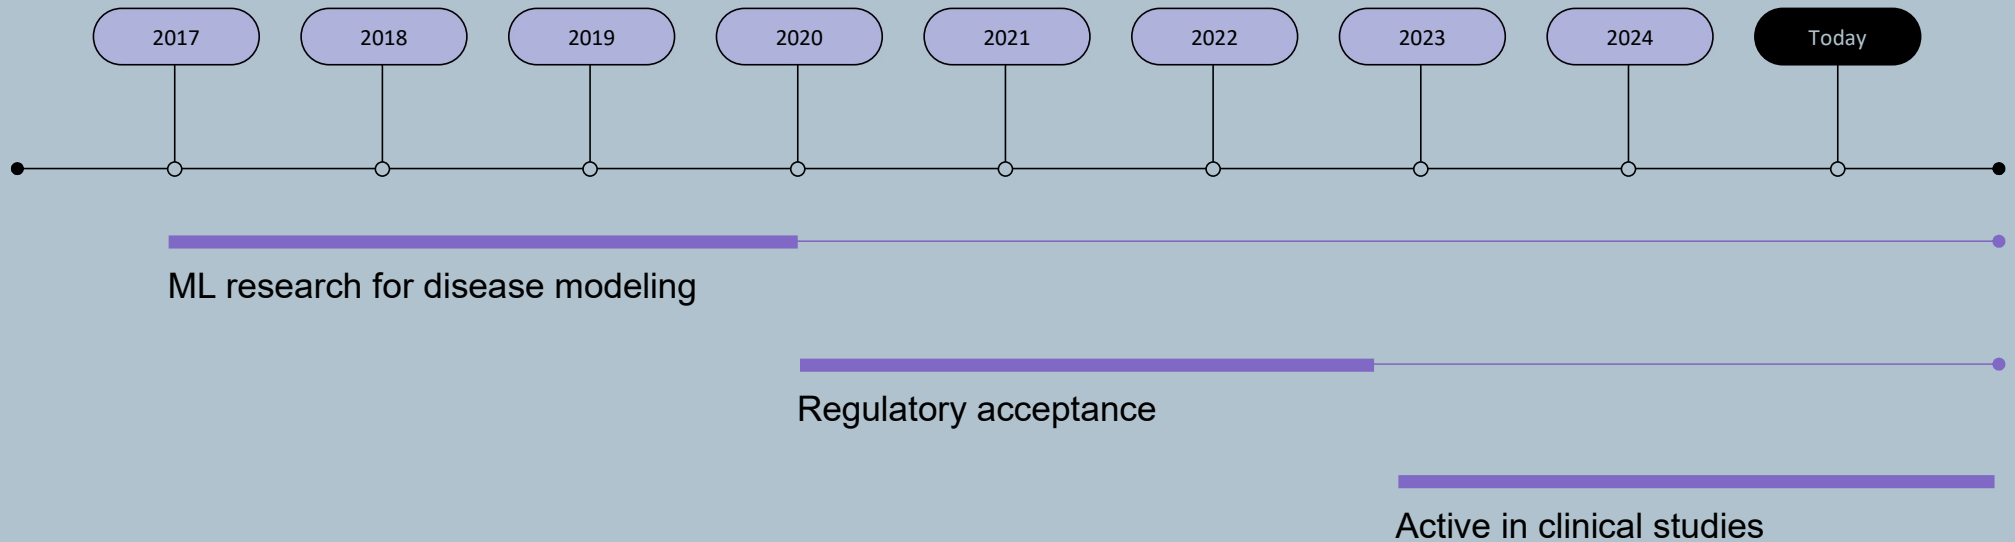 2017 2018 2019 2020 2021 2022 2023 2024 Today
ML research for disease modeling
Regulatory acceptance
Active in clinical studies